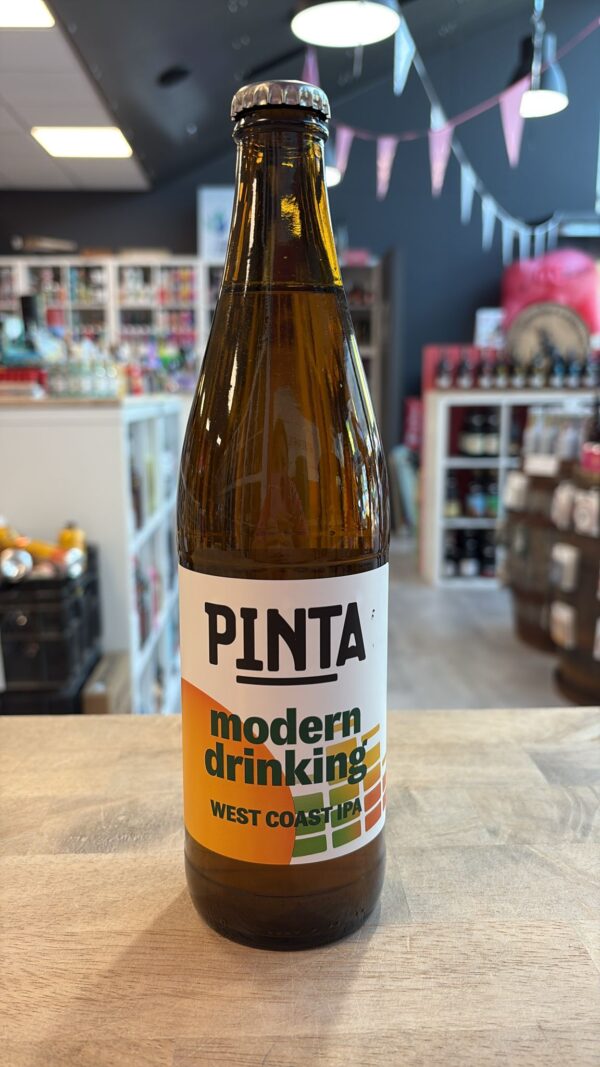 PINTA
modern
drinking
WEST COAST IPA